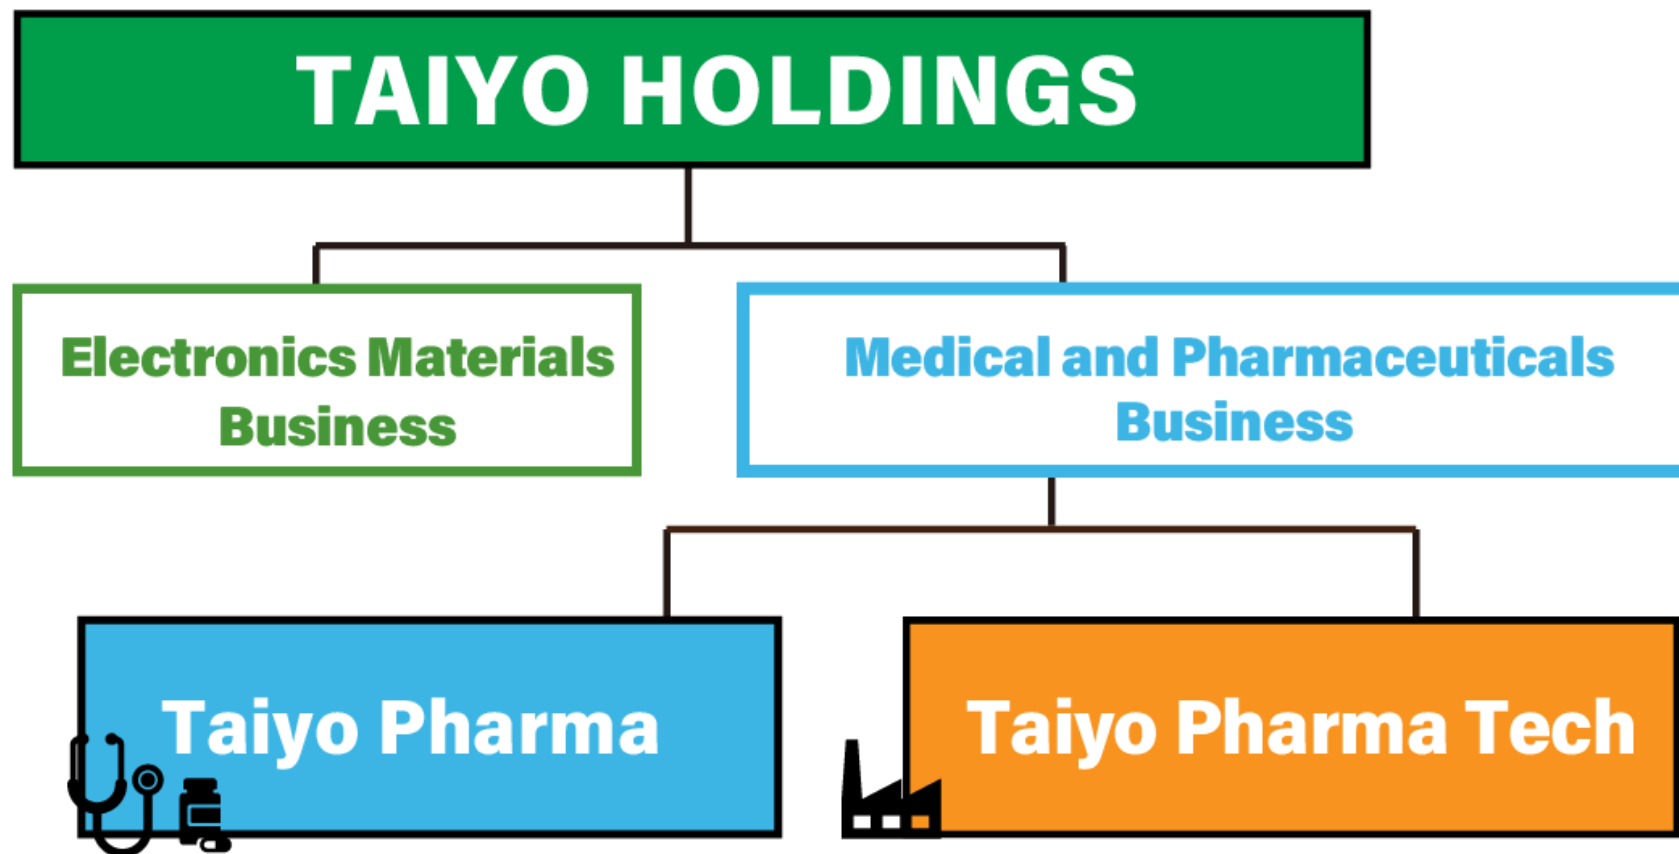 TAIYO HOLDINGS
Electronics Materials
Business
Medical and Pharmaceuticals
Business
Taiyo Pharma
Taiyo Pharma Tech